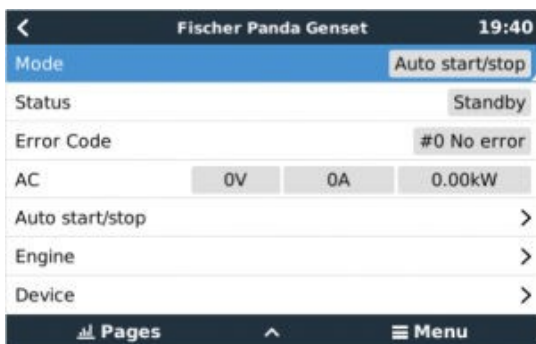 Fischer Panda Genset 19:40
Mode Auto start/stop
Status Standby
Error Code #0 No error
AC 0V 0A 0.00kW
Auto start/stop
Engine
Device
Pages Menu